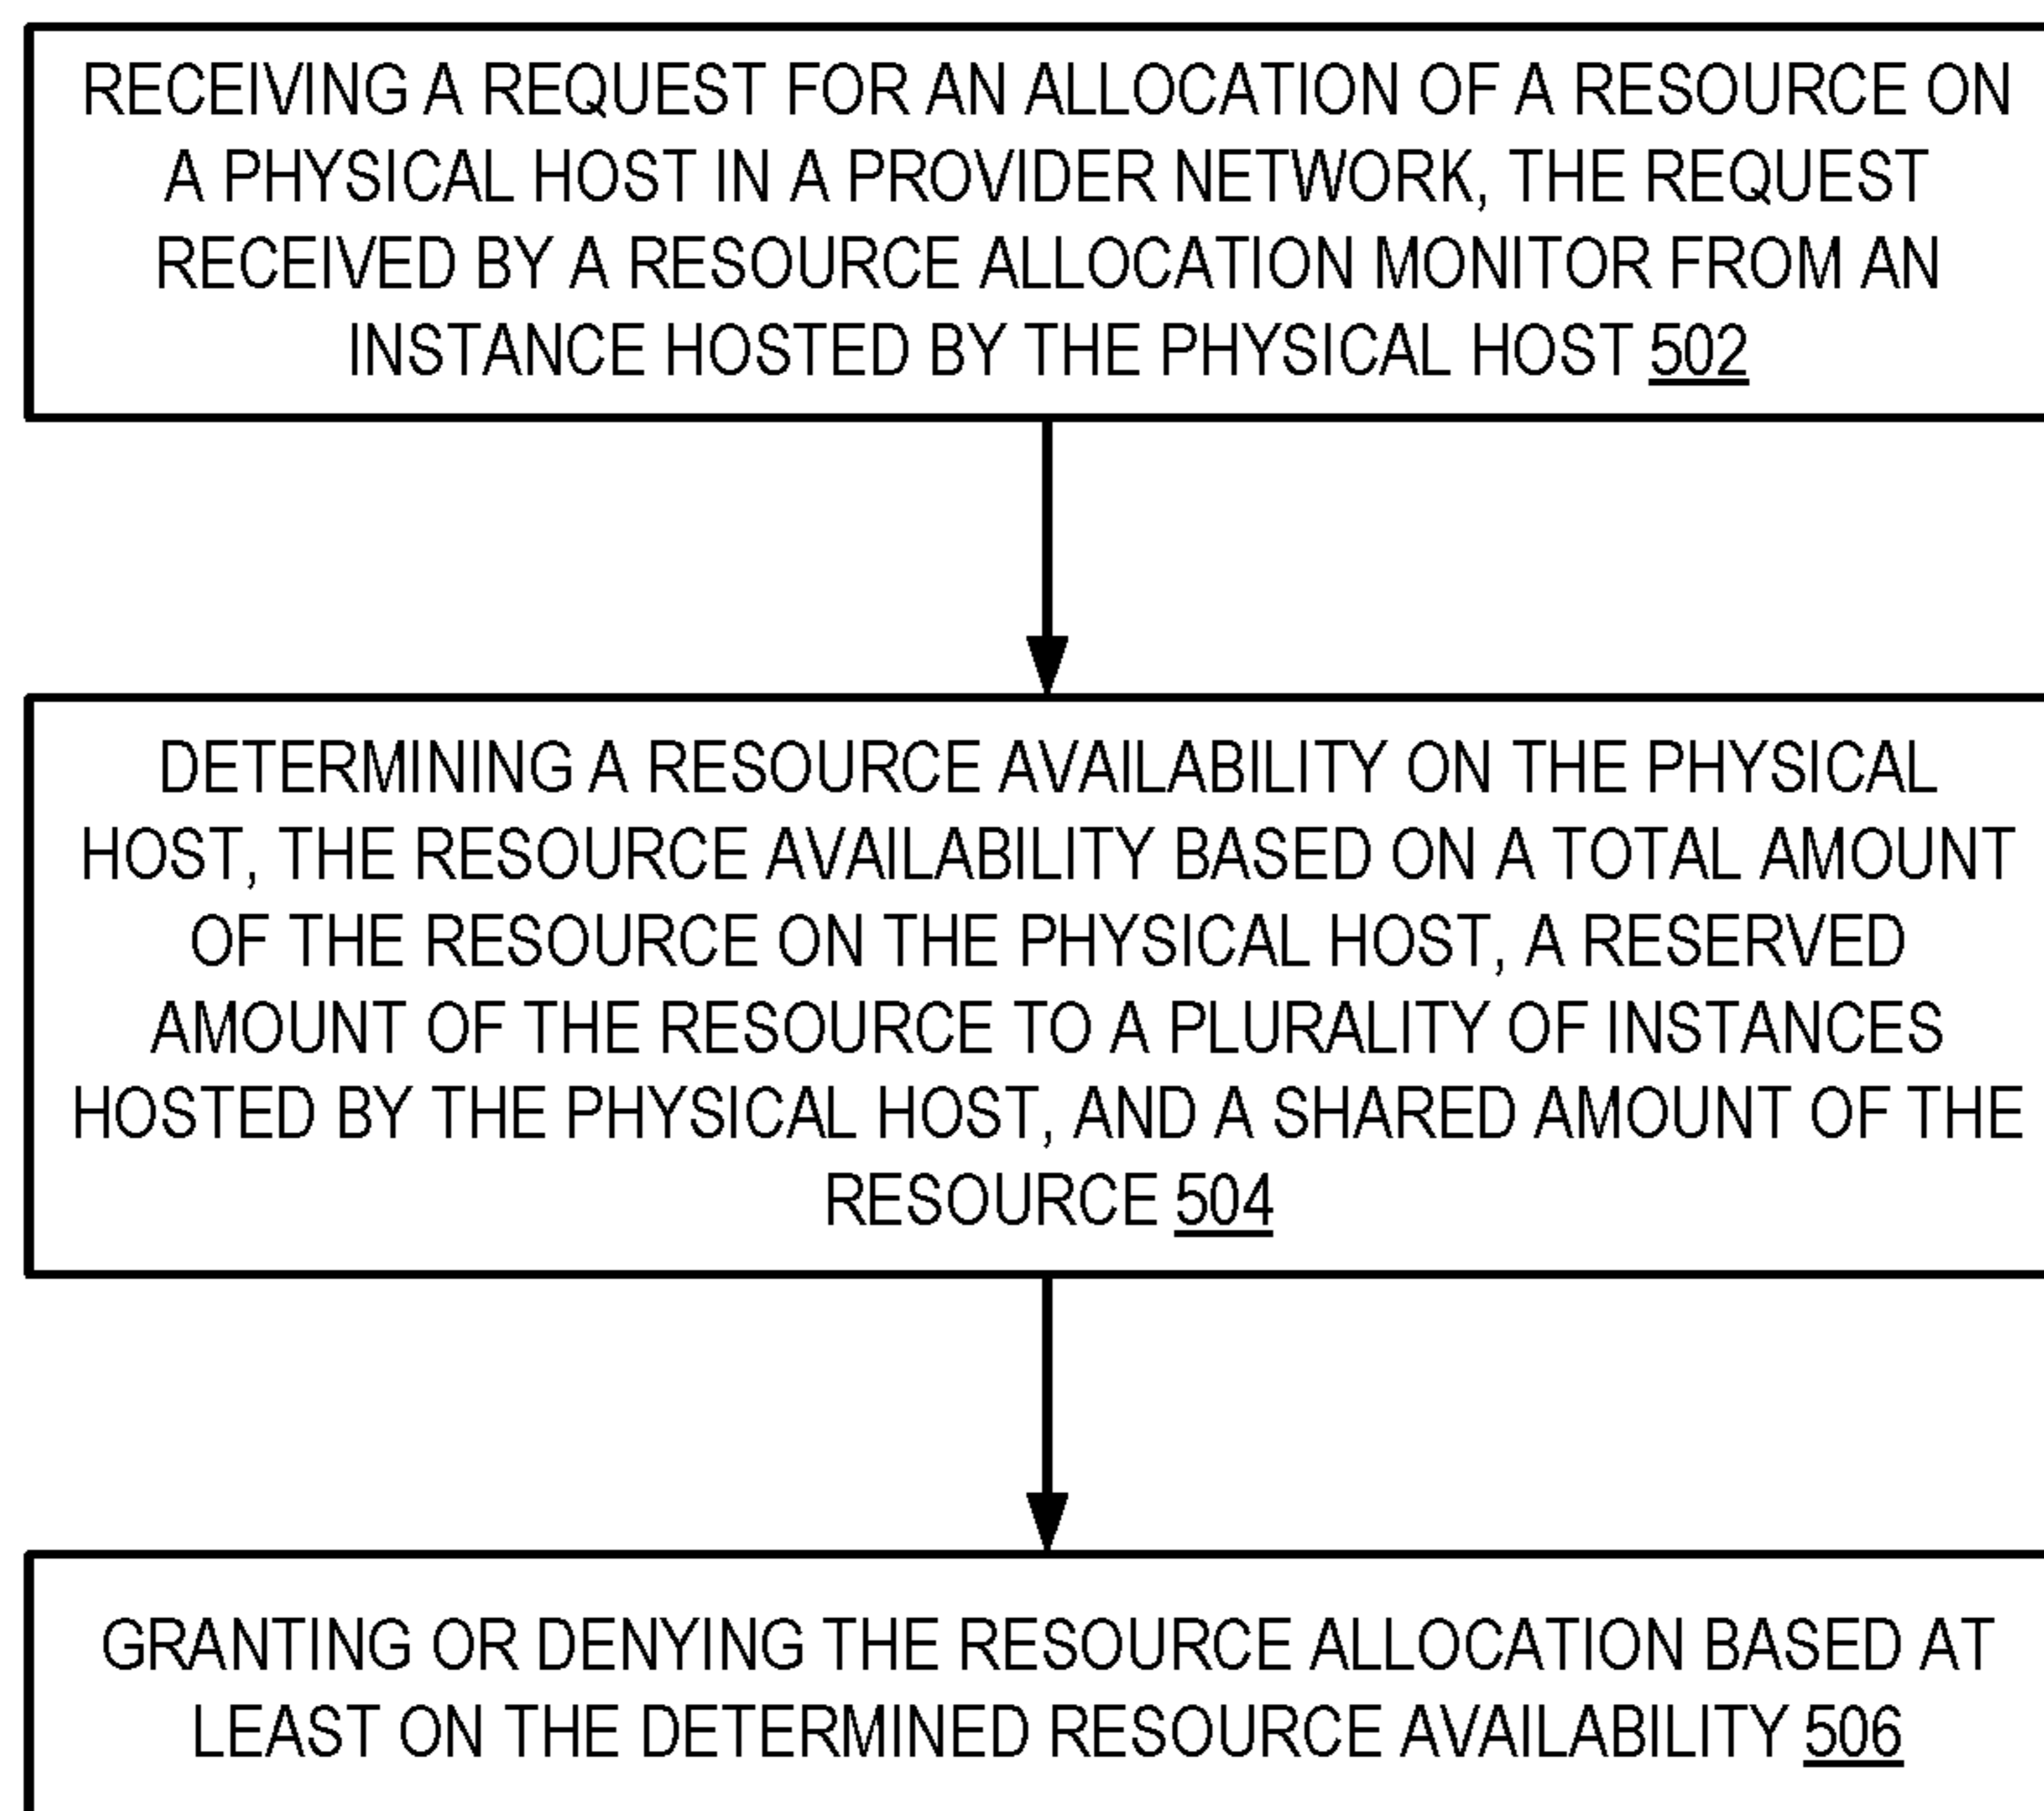 RECEIVING A REQUEST FOR AN ALLOCATION OF A RESOURCE ON
A PHYSICAL HOST IN A PROVIDER NETWORK, THE REQUEST
RECEIVED BY A RESOURCE ALLOCATION MONITOR FROM AN
INSTANCE HOSTED BY THE PHYSICAL HOST 502
DETERMINING A RESOURCE AVAILABILITY ON THE PHYSICAL
HOST, THE RESOURCE AVAILABILITY BASED ON A TOTAL AMOUNT
OF THE RESOURCE ON THE PHYSICAL HOST, A RESERVED
AMOUNT OF THE RESOURCE TO A PLURALITY OF INSTANCES
HOSTED BY THE PHYSICAL HOST, AND A SHARED AMOUNT OF THE
RESOURCE 504
GRANTING OR DENYING THE RESOURCE ALLOCATION BASED AT
LEAST ON THE DETERMINED RESOURCE AVAILABILITY 506